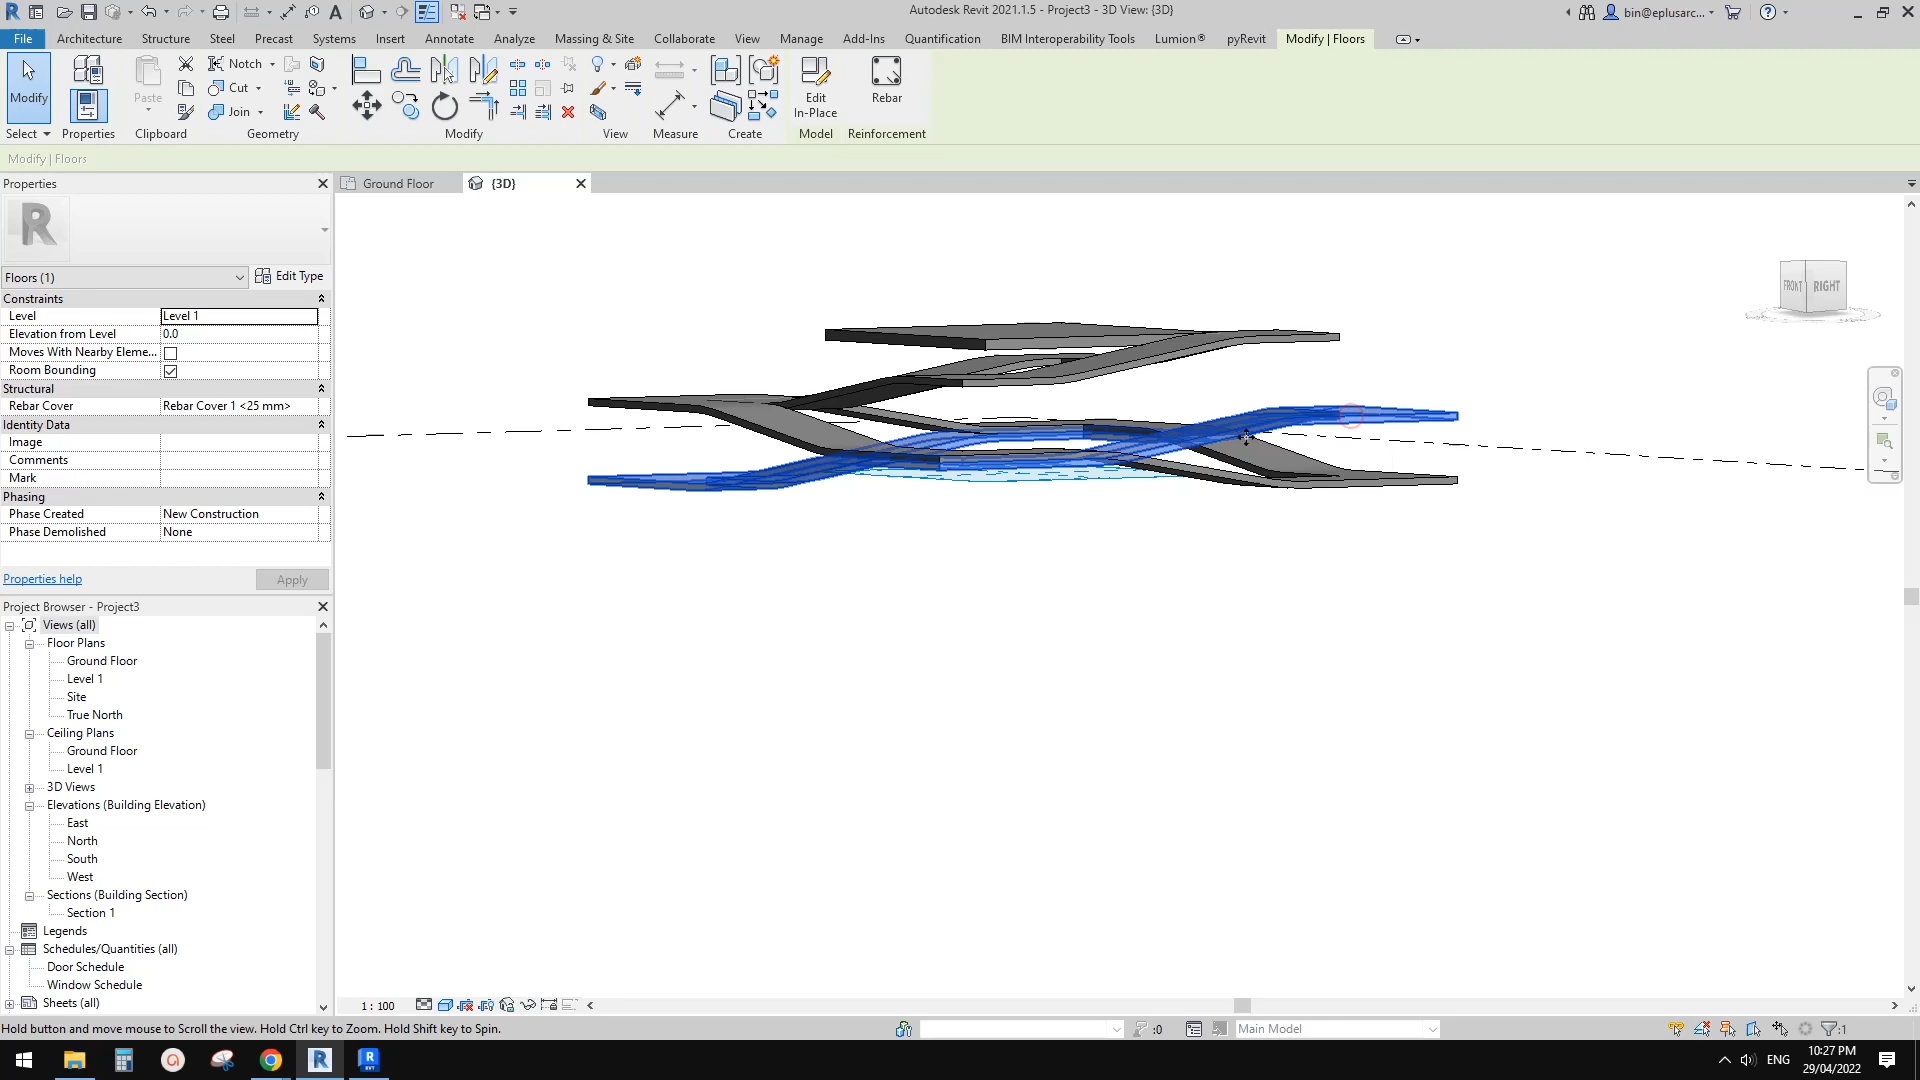 Autodesk Revit 2021.1.5 - Project3 - 3D View: {3D}
bin@eplusarc...
File Architecture Structure Steel Precast Systems Insert Annotate Analyze Massing & Site Collaborate View Manage Add-Ins Quantification BIM Interoperability Tools Lumion® pyRevit Modify | Floors
Modify
Paste
Notch
Cut
Join
Edit
In-Place
Rebar
Select Properties Clipboard Geometry Modify View Measure Create Model Reinforcement
Modify | Floors
Properties
Ground Floor
{3D}
R
Floors (1)
Edit Type
Constraints
Level Level 1
Elevation from Level 0.0
Moves With Nearby Eleme...
Room Bounding
Structural
Rebar Cover Rebar Cover 1 <25 mm>
Identity Data
Image
Comments
Mark
Phasing
Phase Created New Construction
Phase Demolished None
Properties help
Apply
FRONT RIGHT
Project Browser - Project3
Views (all)
Floor Plans
Ground Floor
Level 1
Site
True North
Ceiling Plans
Ground Floor
Level 1
3D Views
Elevations (Building Elevation)
East
North
South
West
Sections (Building Section)
Section 1
Legends
Schedules/Quantities (all)
Door Schedule
Window Schedule
Sheets (all)
1 : 100
Hold button and move mouse to Scroll the view. Hold Ctrl key to Zoom. Hold Shift key to Spin.
:0
Main Model
:1
ENG
10:27 PM
29/04/2022